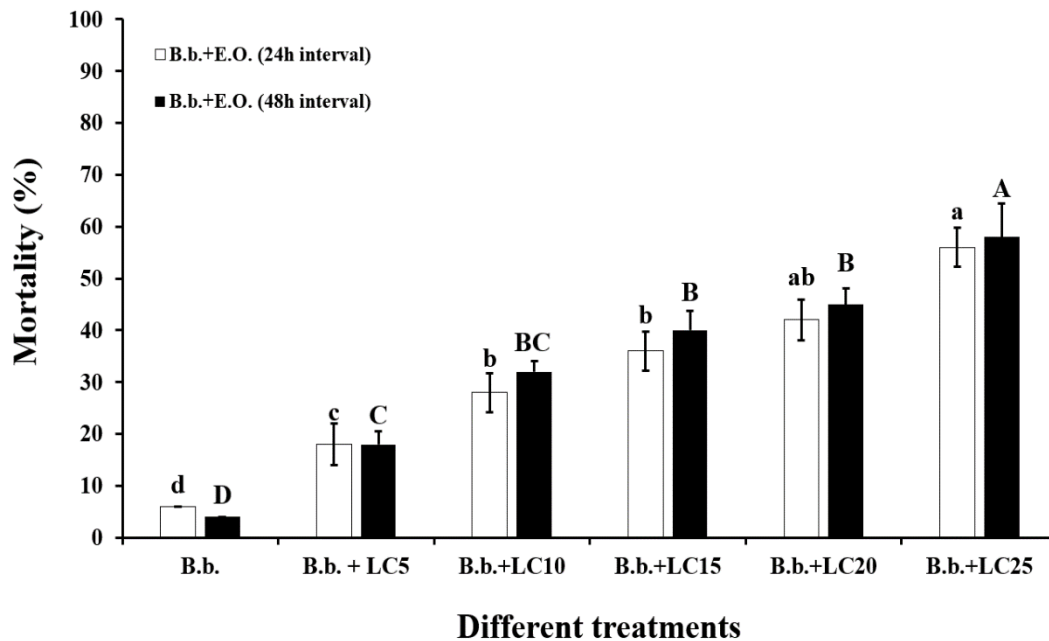 100
90
80
70
60
50
40
30
20
10
0
Mortality (%)
B.b.+E.O. (24h interval)
B.b.+E.O. (48h interval)
d
D
c
C
b
BC
b
B
ab
B
a
A
B.b.
B.b. + LC5
B.b.+LC10
B.b.+LC15
B.b.+LC20
B.b.+LC25
Different treatments